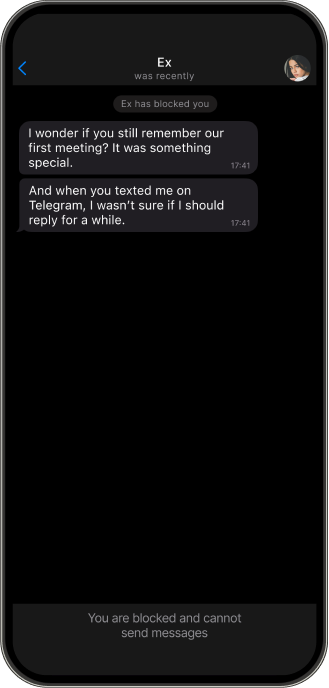 Ex
was recently
Ex has blocked you
I wonder if you still remember our
first meeting? It was something
special.
17:41
And when you texted me on
Telegram, I wasn’t sure if I should
reply for a while.
17:41
You are blocked and cannot
send messages